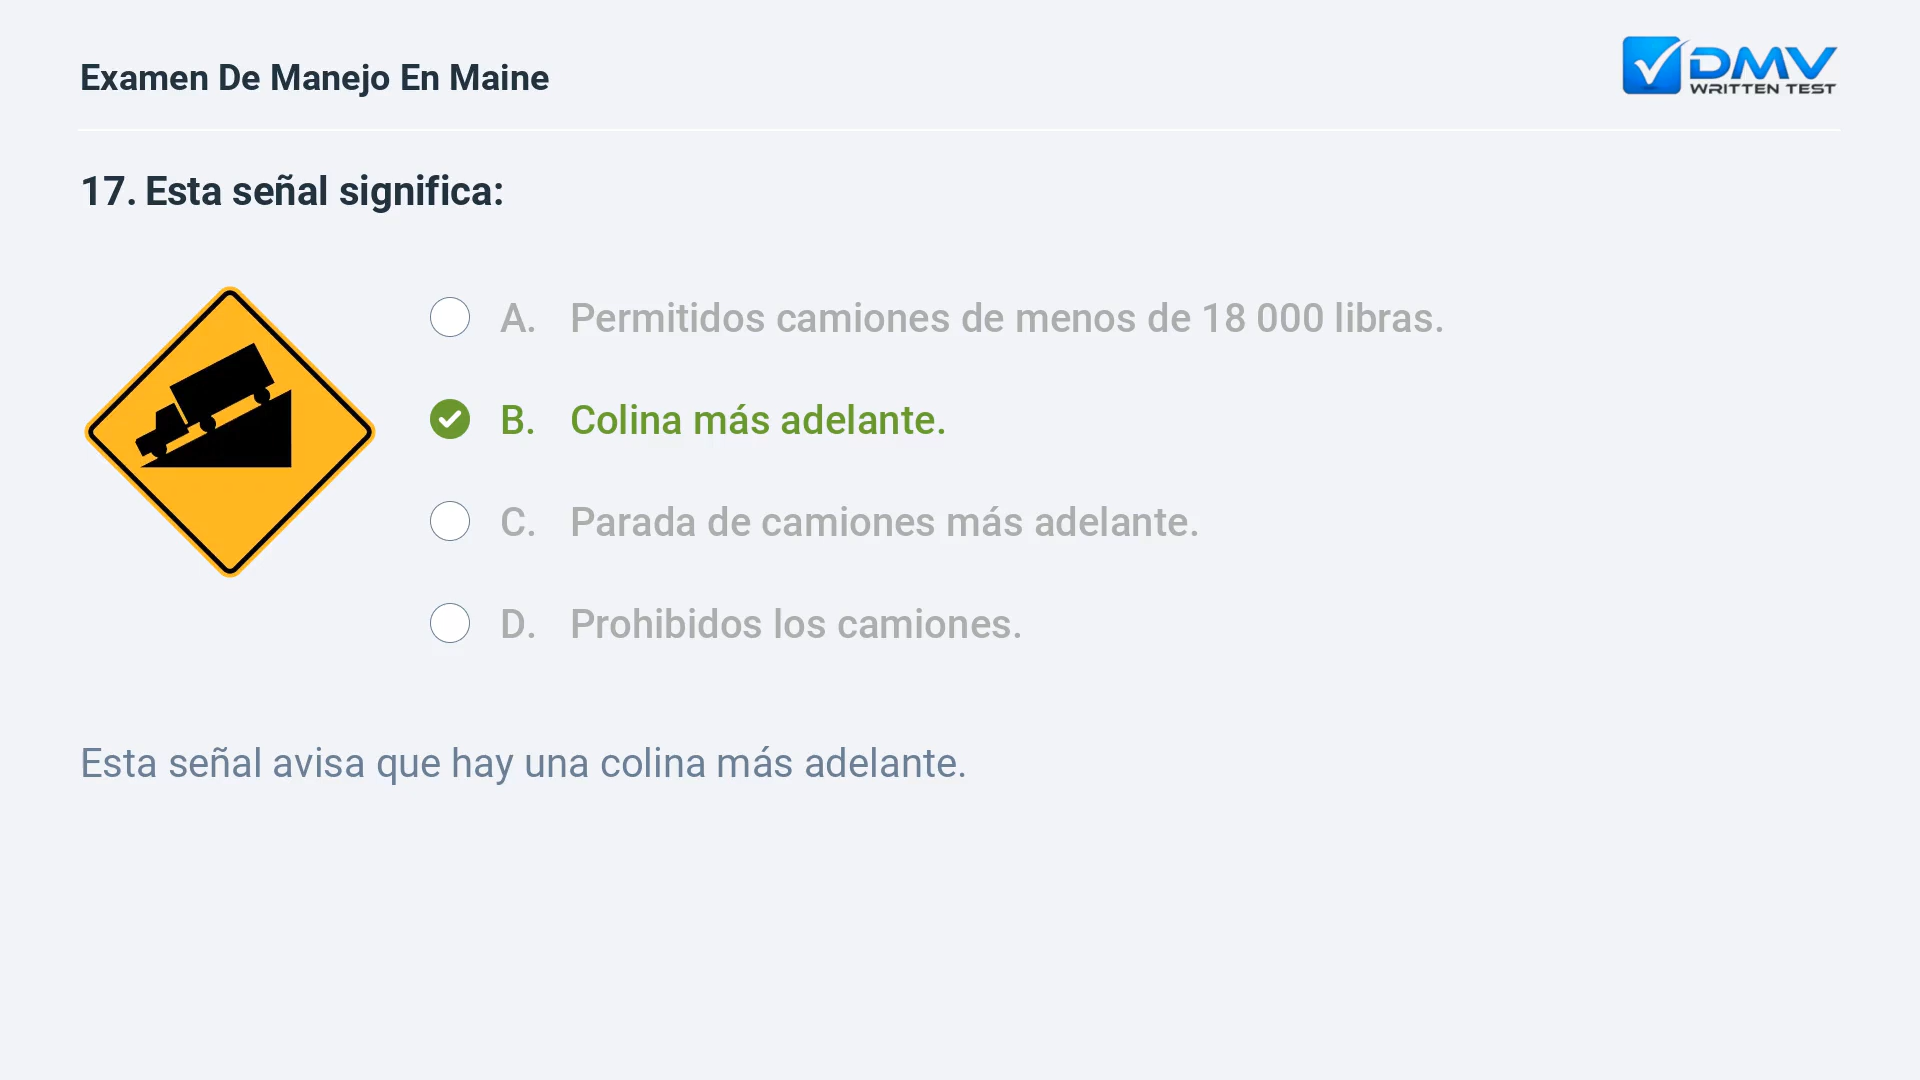 Examen De Manejo En Maine
DMV
WRITTEN TEST
17. Esta señal significa:
A. Permitidos camiones de menos de 18 000 libras.
B. Colina más adelante.
C. Parada de camiones más adelante.
D. Prohibidos los camiones.
Esta señal avisa que hay una colina más adelante.